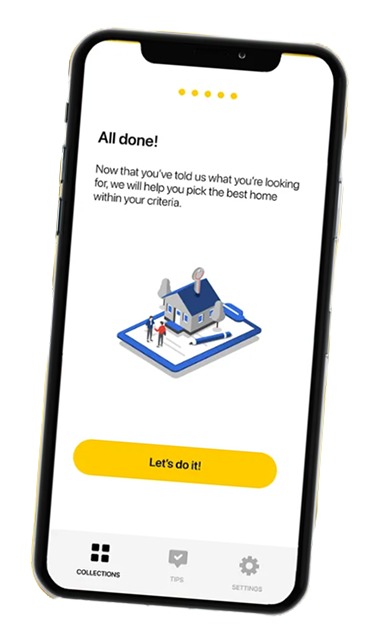 All done!
Now that you've told us what you're looking
for, we will help you pick the best home
within your criteria.
Let's do it!
COLLECTIONS
TIPS
SETTINGS